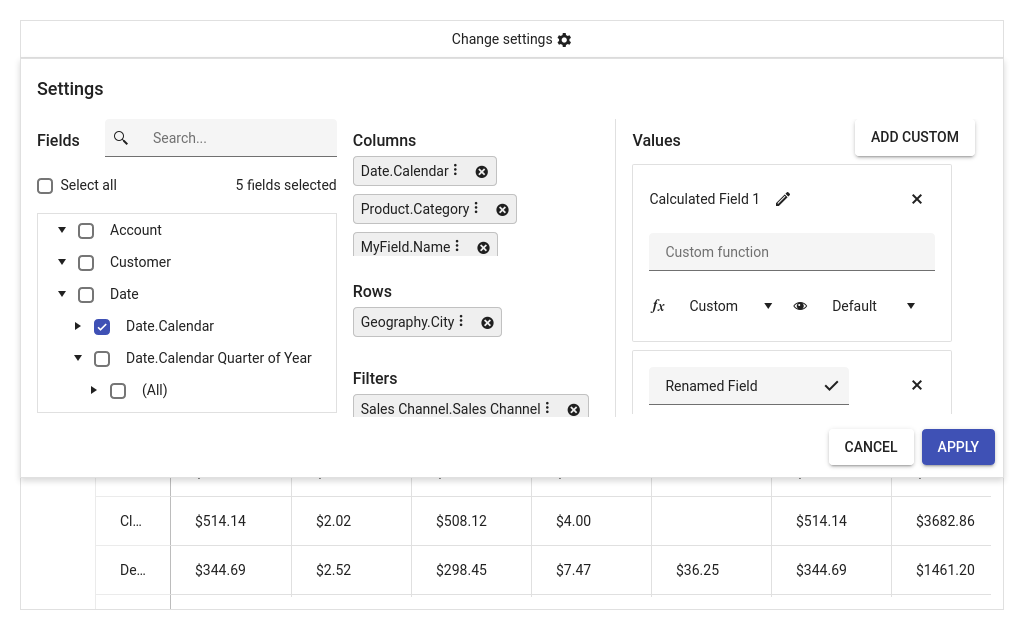 Change settings
Settings
Fields
Search...
Select all
5 fields selected
Account
Customer
Date
Date.Calendar
Date.Calendar Quarter of Year
(All)
Columns
Date.Calendar
Product.Category
MyField.Name
Rows
Geography.City
Filters
Sales Channel.Sales Channel
Values
ADD CUSTOM
Calculated Field 1
Custom function
fx Custom Default
Renamed Field
CANCEL APPLY
Cl... $514.14 $2.02 $508.12 $4.00 $514.14 $3682.86
De... $344.69 $2.52 $298.45 $7.47 $36.25 $344.69 $1461.20